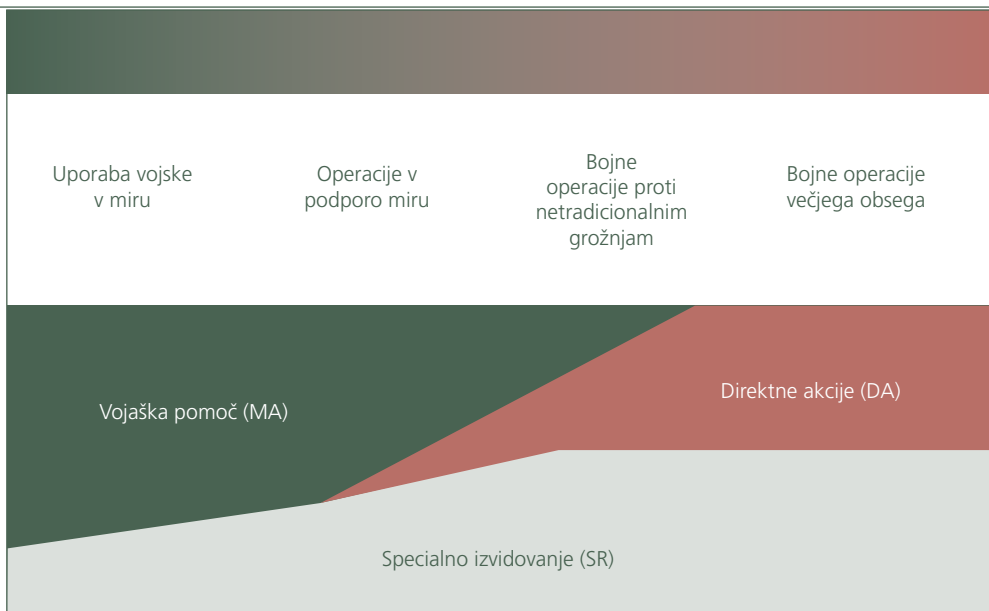 Uporaba vojske
v miru
Operacije v
podporo miru
Bojne
operacije proti
netradicionalnim
grožnjam
Bojne operacije
večjega obsega
Vojaška pomoč (MA)
Direktne akcije (DA)
Specialno izvidovanje (SR)